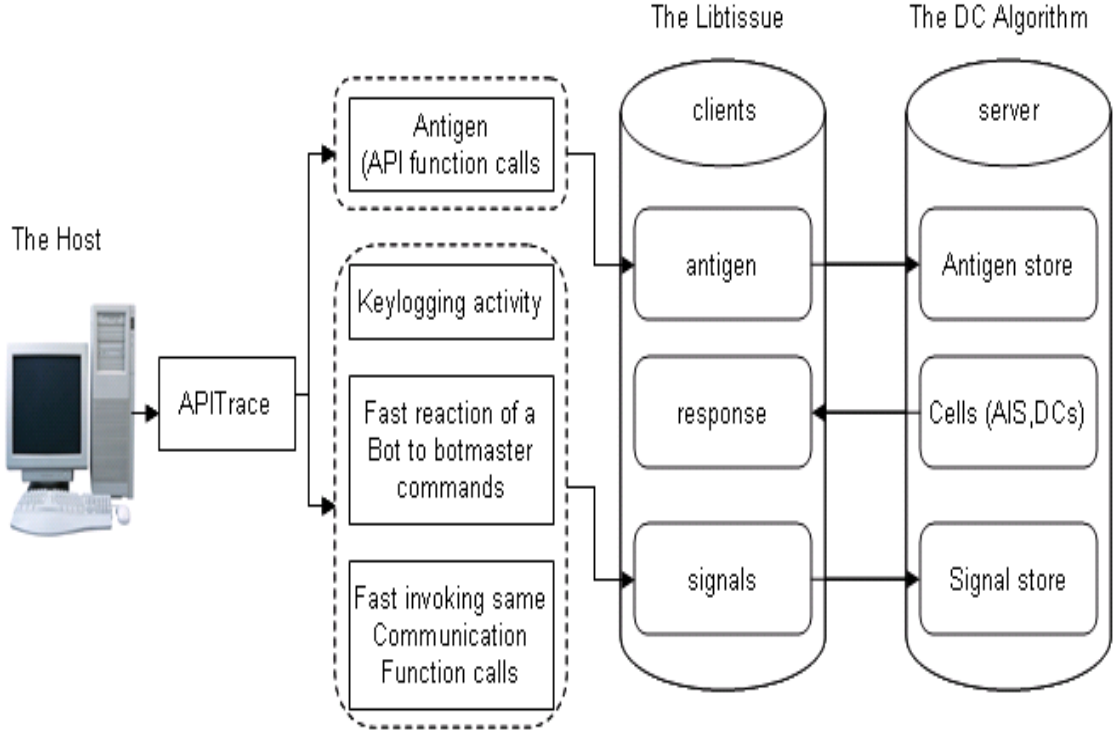 The Libtissue
The DC Algorithm
clients
server
Antigen
(API function calls
The Host
antigen
Antigen store
Keylogging activity
APITrace
Fast reaction of a
Bot to botmaster
commands
response
Cells (AIS,DCs)
signals
Signal store
Fast invoking same
Communication
Function calls